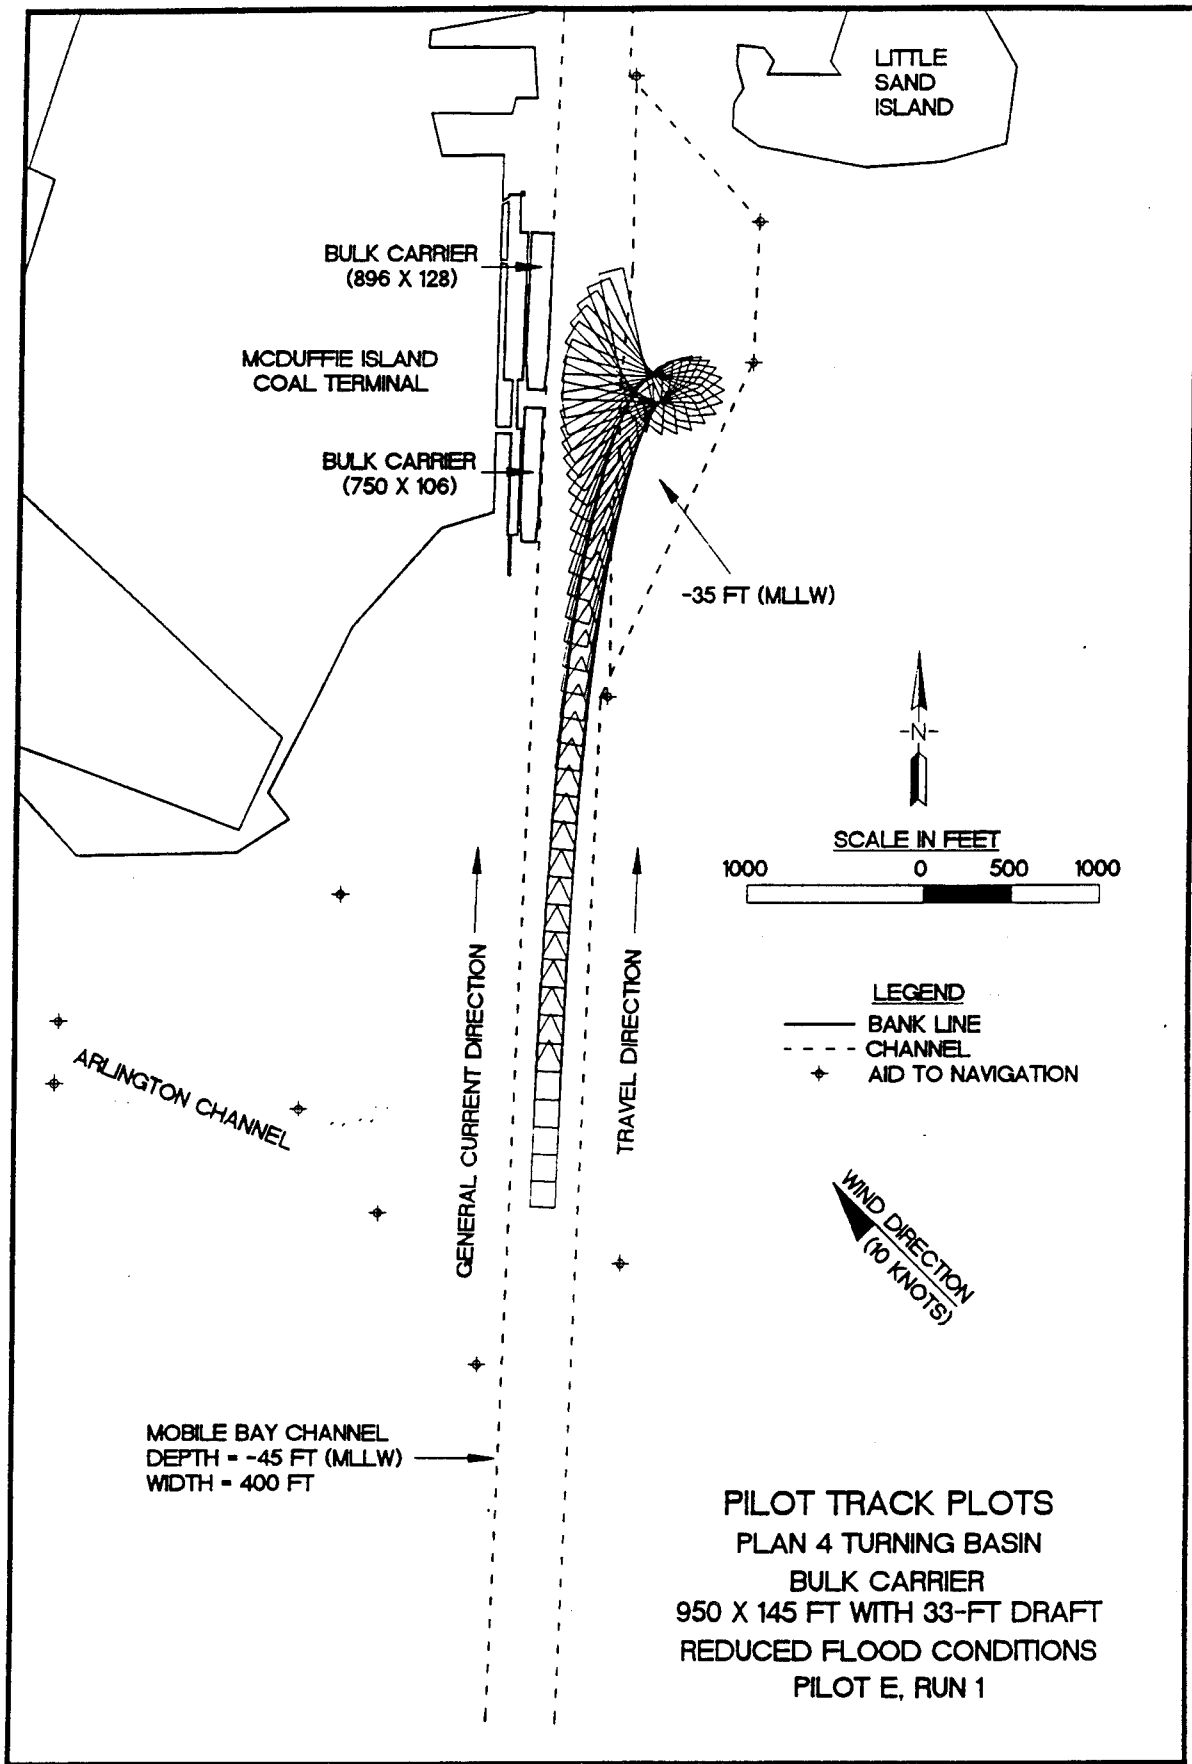 LITTLE
SAND
ISLAND
BULK CARRIER
(896 X 128)
MCDUFFIE ISLAND
COAL TERMINAL
BULK CARRIER
(750 X 106)
-35 FT (MLLW)
-N-
SCALE IN FEET
1000 0 500 1000
GENERAL CURRENT DIRECTION
TRAVEL DIRECTION
LEGEND
BANK LINE
CHANNEL
AID TO NAVIGATION
ARLINGTON CHANNEL
WIND DIRECTION
(10 KNOTS)
MOBILE BAY CHANNEL
DEPTH = -45 FT (MLLW)
WIDTH = 400 FT
PILOT TRACK PLOTS
PLAN 4 TURNING BASIN
BULK CARRIER
950 X 145 FT WITH 33-FT DRAFT
REDUCED FLOOD CONDITIONS
PILOT E, RUN 1